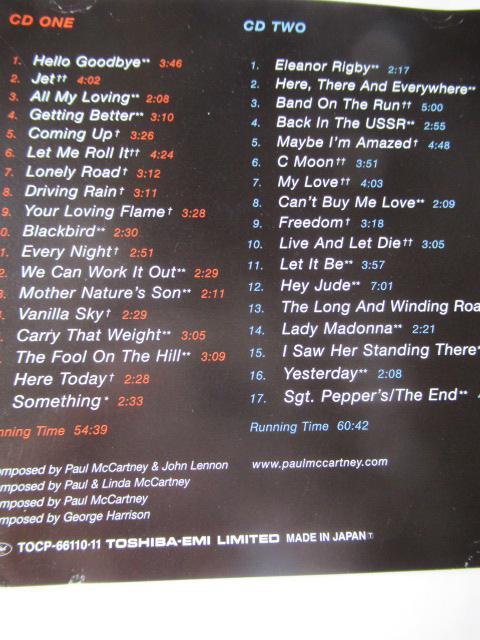 CD ONE
1. Hello Goodbye** 3:46
2. Jet†† 4:02
3. All My Loving** 2:08
4. Getting Better** 3:10
5. Coming Up† 3:26
6. Let Me Roll It†† 4:24
7. Lonely Road† 3:12
8. Driving Rain† 3:11
9. Your Loving Flame† 3:28
0. Blackbird** 2:30
1. Every Night† 2:51
2. We Can Work It Out** 2:29
3. Mother Nature's Son** 2:11
Vanilla Sky† 2:29
Carry That Weight** 3:05
The Fool On The Hill** 3:09
Here Today† 2:28
Something* 2:33
nning Time 54:39
omposed by Paul McCartney & John Lennon
mposed by Paul & Linda McCartney
mposed by Paul McCartney
mposed by George Harrison
TOCP-66110·11 TOSHIBA-EMI LIMITED MADE IN JAPAN
CD TWO
1. Eleanor Rigby** 2:17
2. Here, There And Everywhere**
3. Band On The Run†† 5:00
4. Back In The USSR** 2:55
5. Maybe I'm Amazed† 4:48
6. C Moon†† 3:51
7. My Love†† 4:03
8. Can't Buy Me Love** 2:09
9. Freedom† 3:18
10. Live And Let Die†† 3:05
11. Let It Be** 3:57
12. Hey Jude** 7:01
13. The Long And Winding Roa
14. Lady Madonna** 2:21
15. I Saw Her Standing There*
16. Yesterday** 2:08
17. Sgt. Pepper's/The End**
Running Time 60:42
www.paulmccartney.com